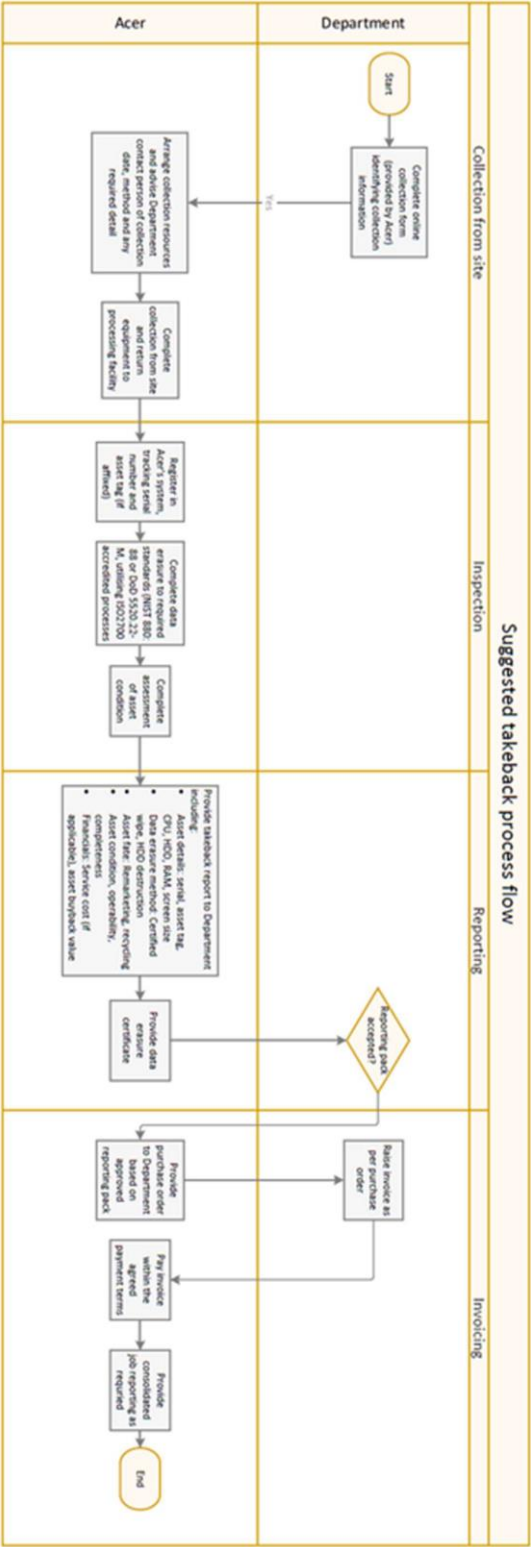 Suggested takeback process flow
Collection from site
Inspection
Reporting
Invoicing
Department
Start
Complete online
collection form
(provided by Acer)
identifying collection
information
Yes
Reporting pack
accepted?
Raise invoice as
per purchase
order
Acer
Arrange collection resources
and advise Department
contact person of collection
date, method and any
required detail
Complete
collection from site
and return
equipment to
processing facility
Register in
Acer's system,
tracking serial
number and
asset tag (if
affixed)
Complete data
erasure to required
standards (NIST 880:
88 or DoD 5520.22-
M, utilising ISO2700
accredited processes
Complete
assessment
of asset
condition
Provide takeback report to Department
including:
• Asset details: serial, asset tag,
CPU, HDD, RAM, screen size
• Data erasure method: Certified
wipe, HDD destruction
• Asset fate: Remarketing, recycling
• Asset condition, operability,
completeness
• Financials: Service cost (if
applicable), asset buyback value
Provide data
erasure
certificate
Provide
purchase order
to Department
based on
approved
reporting pack
Pay invoice
within the
agreed
payment terms
Provide
consolidated
job reporting as
requried
End